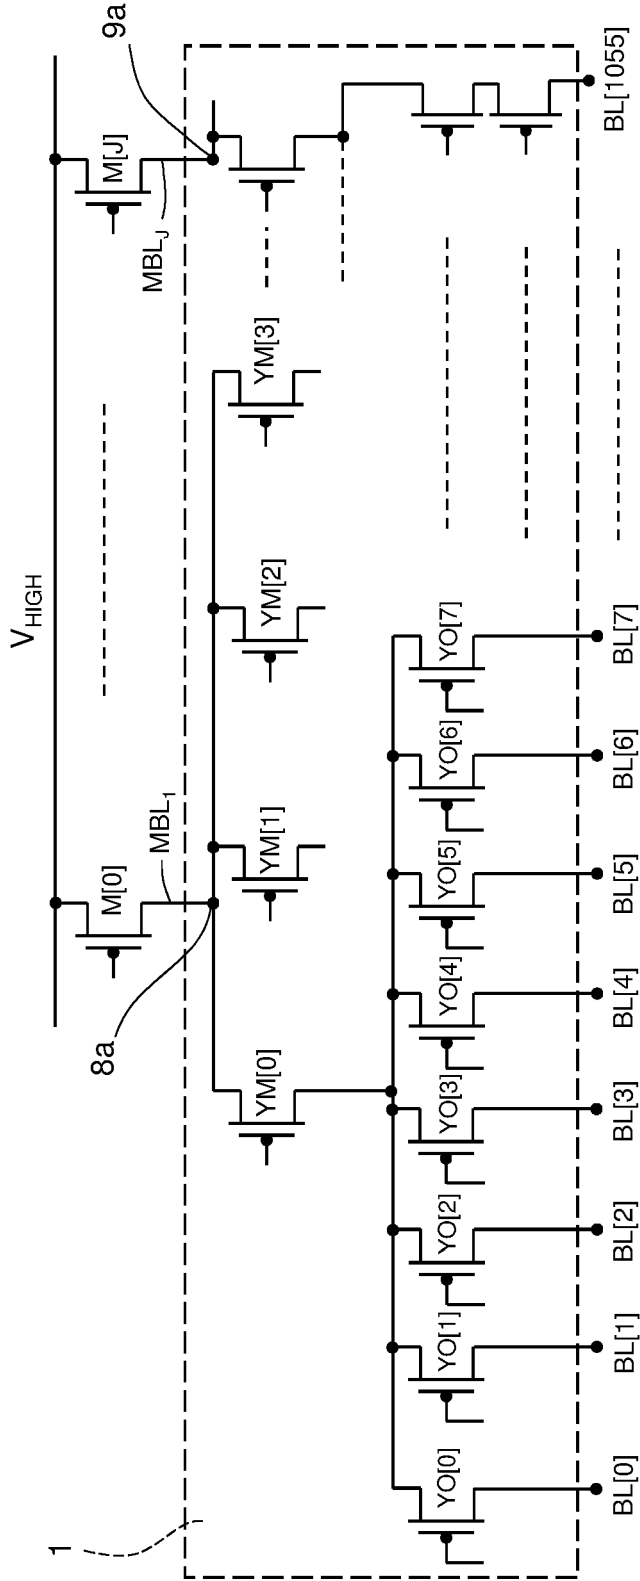 V_HIGH
M[0]
M[J]
MBL_1
MBL_J
8a
9a
YM[0]
YM[1]
YM[2]
YM[3]
YO[0]
YO[1]
YO[2]
YO[3]
YO[4]
YO[5]
YO[6]
YO[7]
1
BL[0]
BL[1]
BL[2]
BL[3]
BL[4]
BL[5]
BL[6]
BL[7]
BL[1055]